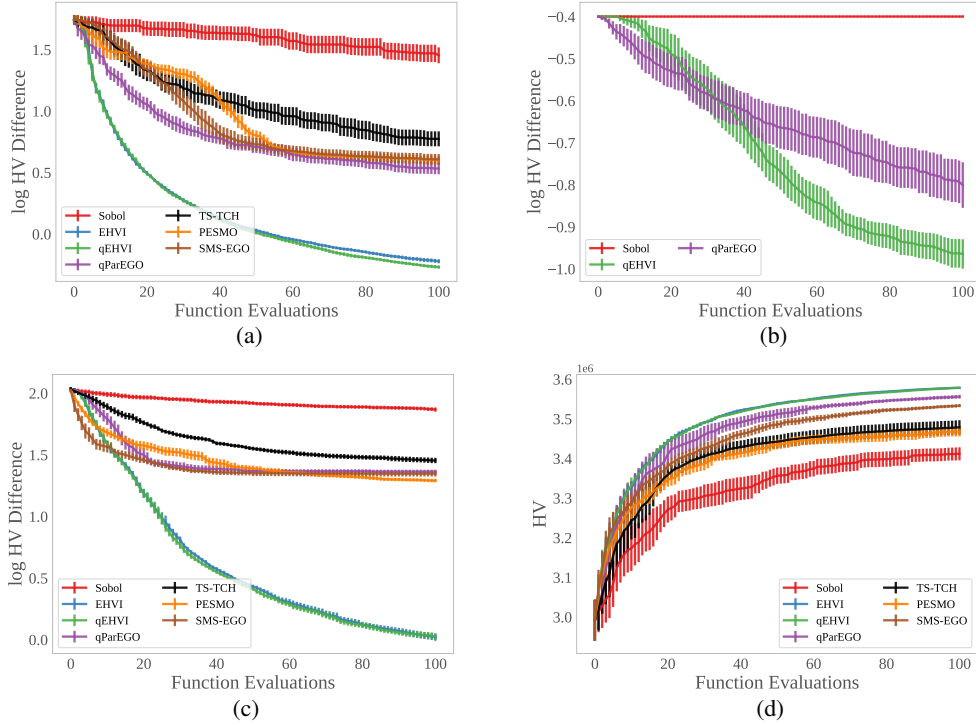 log HV Difference
1.5
1.0
0.5
0.0
Sobol
EHVI
qEHVI
qParEGO
TS-TCH
PESMO
SMS-EGO
0 20 40 60 80 100
Function Evaluations
(a)
log HV Difference
−0.4
−0.5
−0.6
−0.7
−0.8
−0.9
−1.0
Sobol
qEHVI
qParEGO
0 20 40 60 80 100
Function Evaluations
(b)
log HV Difference
2.0
1.5
1.0
0.5
0.0
Sobol
EHVI
qEHVI
qParEGO
TS-TCH
PESMO
SMS-EGO
0 20 40 60 80 100
Function Evaluations
(c)
1e6
HV
3.6
3.5
3.4
3.3
3.2
3.1
3.0
Sobol
EHVI
qEHVI
qParEGO
TS-TCH
PESMO
SMS-EGO
0 20 40 60 80 100
Function Evaluations
(d)